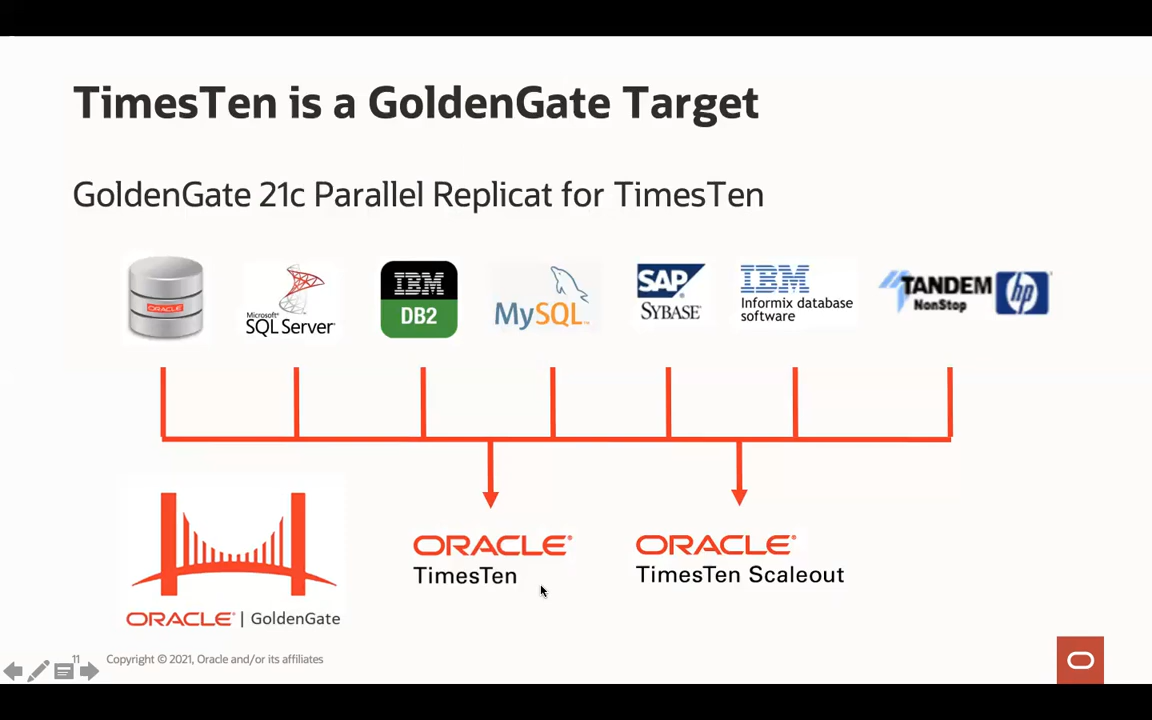 TimesTen is a GoldenGate Target
GoldenGate 21c Parallel Replicat for TimesTen
ORACLE
Microsoft®
SQL Server®
IBM
DB2
MySQL™
SAP
SYBASE
IBM
Informix database
software
TANDEM
NonStop
hp
ORACLE® | GoldenGate
ORACLE®
TimesTen
ORACLE®
TimesTen Scaleout
11
Copyright © 2021, Oracle and/or its affiliates